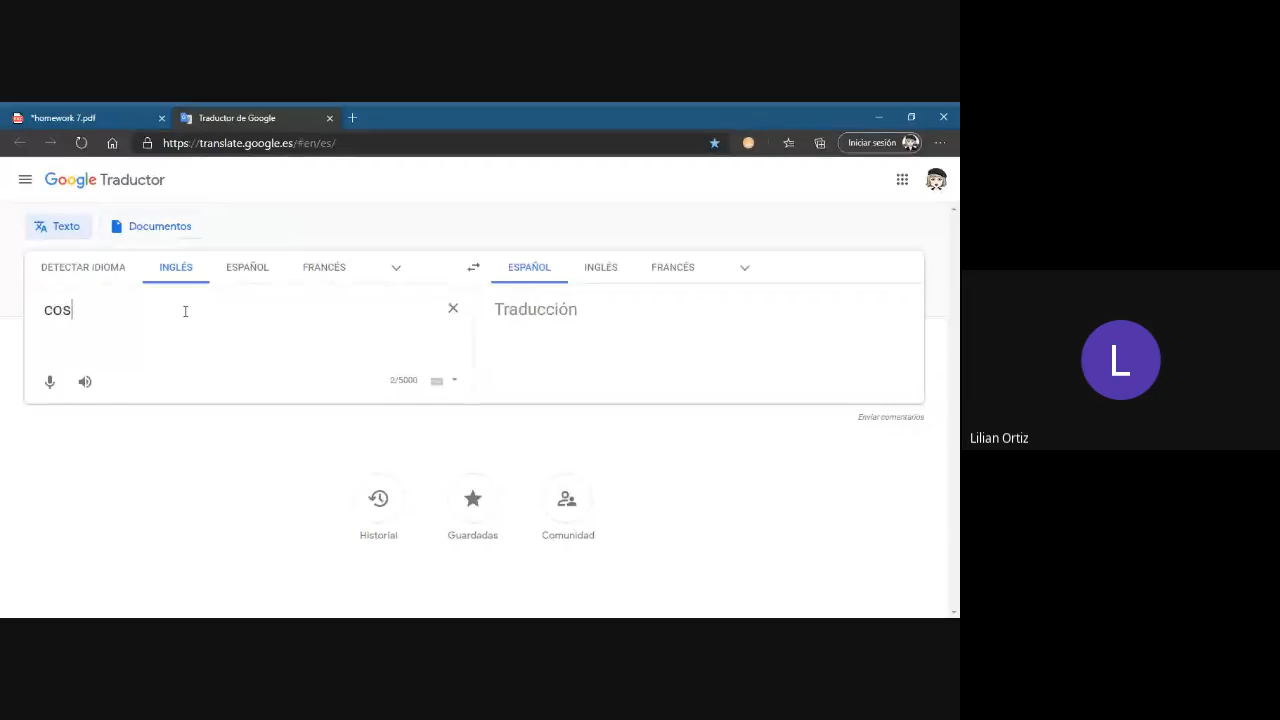 *homework 7.pdf
Traductor de Google
https://translate.google.es/#en/es/
Iniciar sesión
Google Traductor
Texto
Documentos
DETECTAR IDIOMA
INGLÉS
ESPAÑOL
FRANCÉS
ESPAÑOL
INGLÉS
FRANCÉS
cos
Traducción
2/5000
Enviar comentarios
Historial
Guardadas
Comunidad
L
Lilian Ortiz